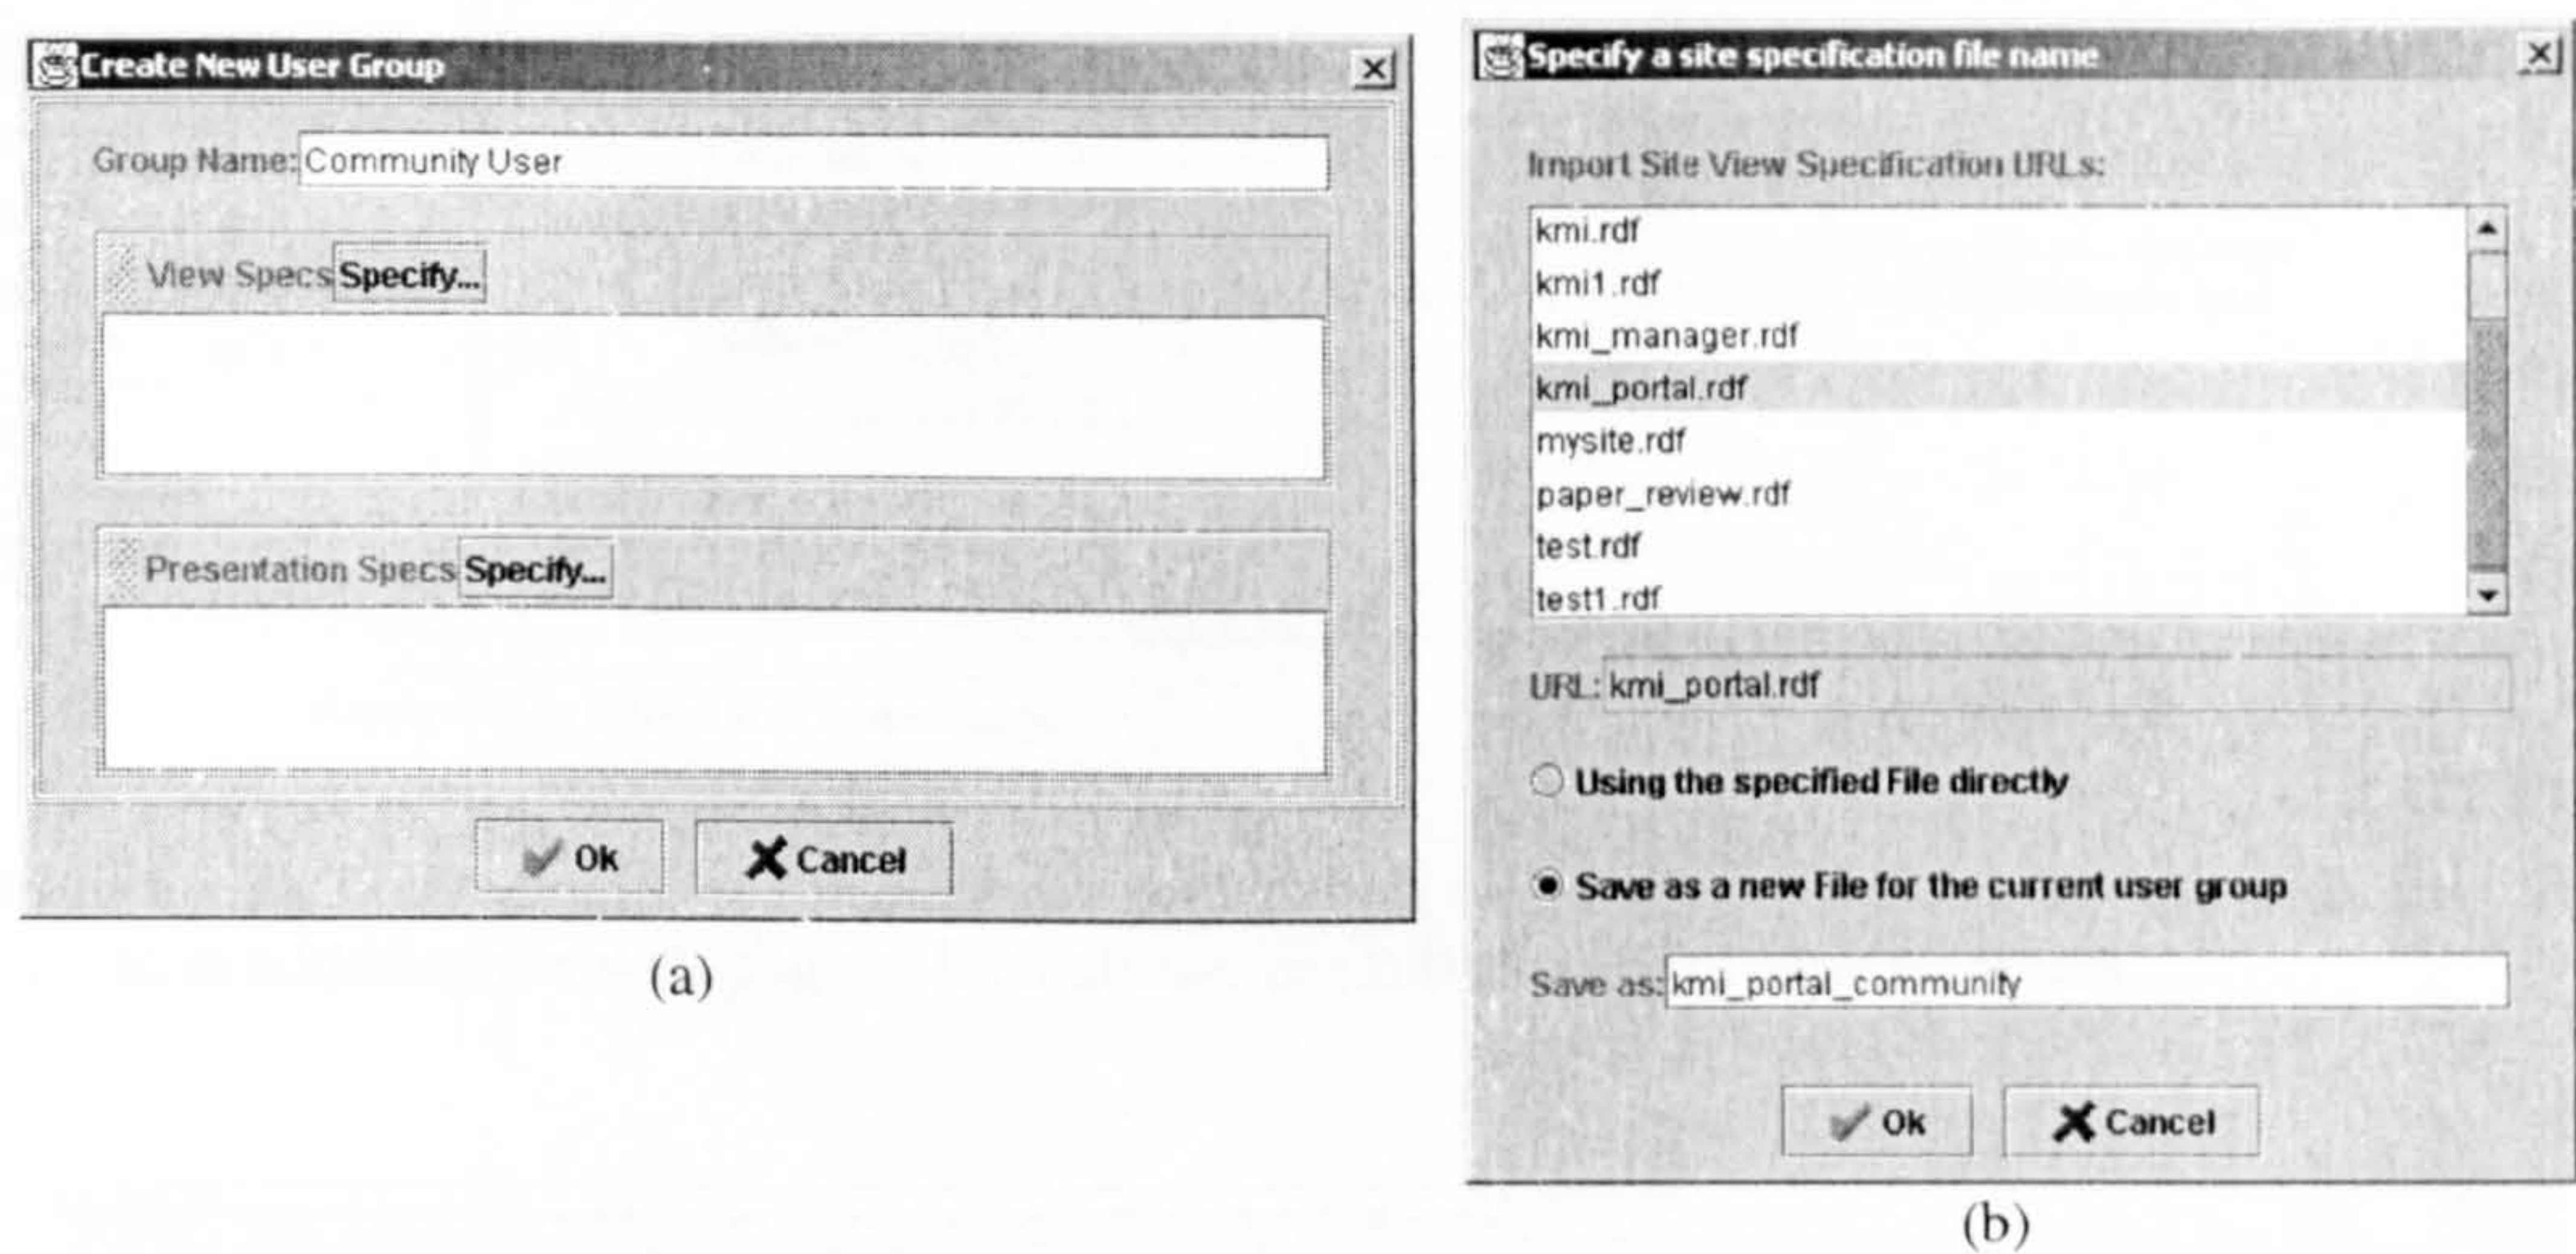 Create New User Group
Group Name: Community User
View Specs Specify...
Presentation Specs Specify...
Ok Cancel
(a)
Specify a site specification file name
Import Site View Specification URLs:
kmi.rdf
kmi1.rdf
kmi_manager.rdf
kmi_portal.rdf
mysite.rdf
paper_review.rdf
test.rdf
test1.rdf
URL: kmi_portal.rdf
Using the specified File directly
Save as a new File for the current user group
Save as: kmi_portal_community
Ok Cancel
(b)